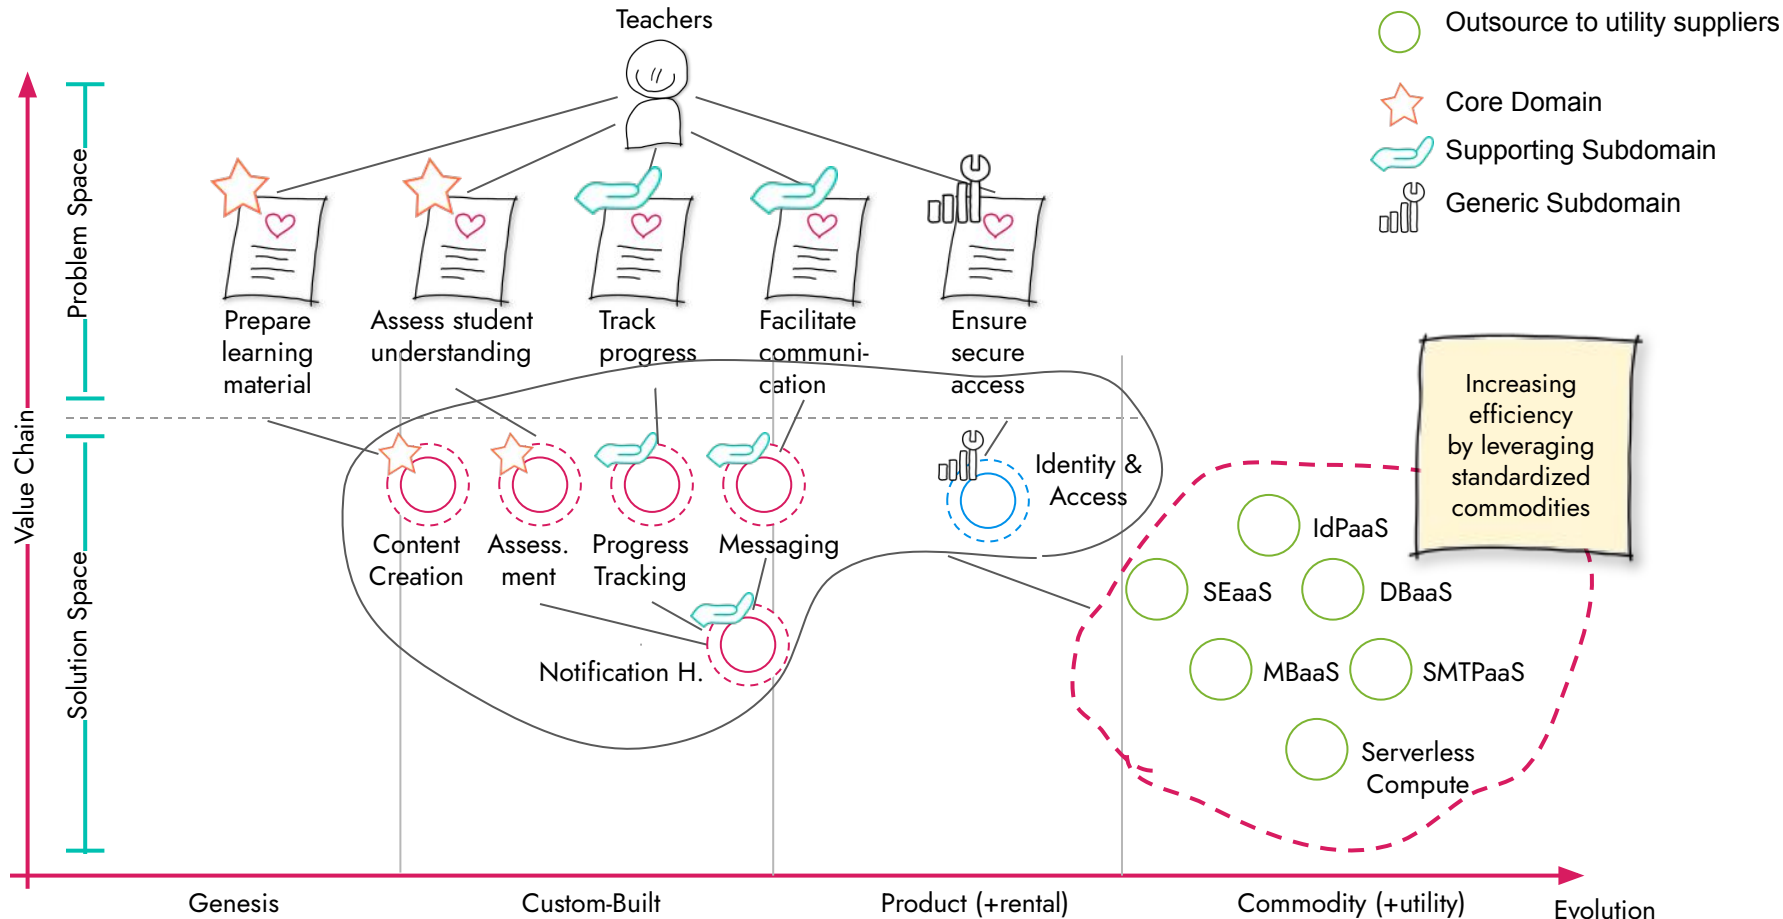 Teachers
Outsource to utility suppliers
Core Domain
Supporting Subdomain
Generic Subdomain
Value Chain
Problem Space
Solution Space
Prepare
learning
material
Assess student
understanding
Track
progress
Facilitate
communi-
cation
Ensure
secure
access
Increasing
efficiency
by leveraging
standardized
commodities
Content
Creation
Assess.
ment
Progress
Tracking
Messaging
Identity &
Access
Notification H.
IdPaaS
SEaaS
DBaaS
MBaaS
SMTPaaS
Serverless
Compute
Genesis
Custom-Built
Product (+rental)
Commodity (+utility)
Evolution